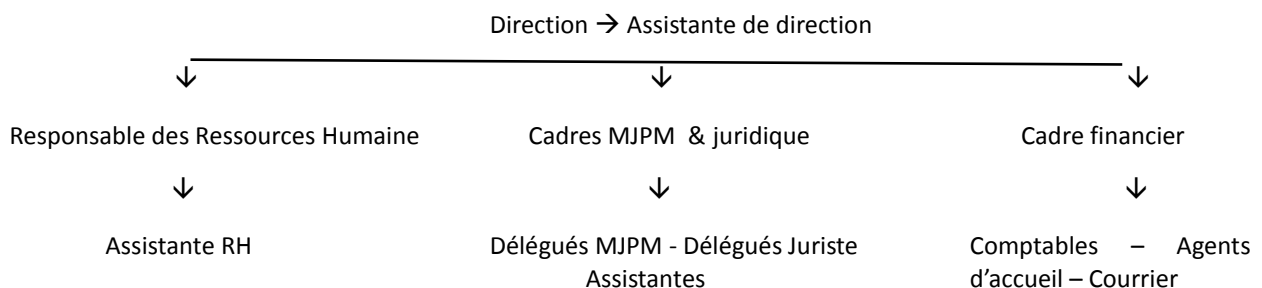 Direction → Assistante de direction
Responsable des Ressources Humaine
Cadres MJPM & juridique
Cadre financier
Assistante RH
Délégués MJPM - Délégués Juriste
Assistantes
Comptables – Agents
d’accueil – Courrier